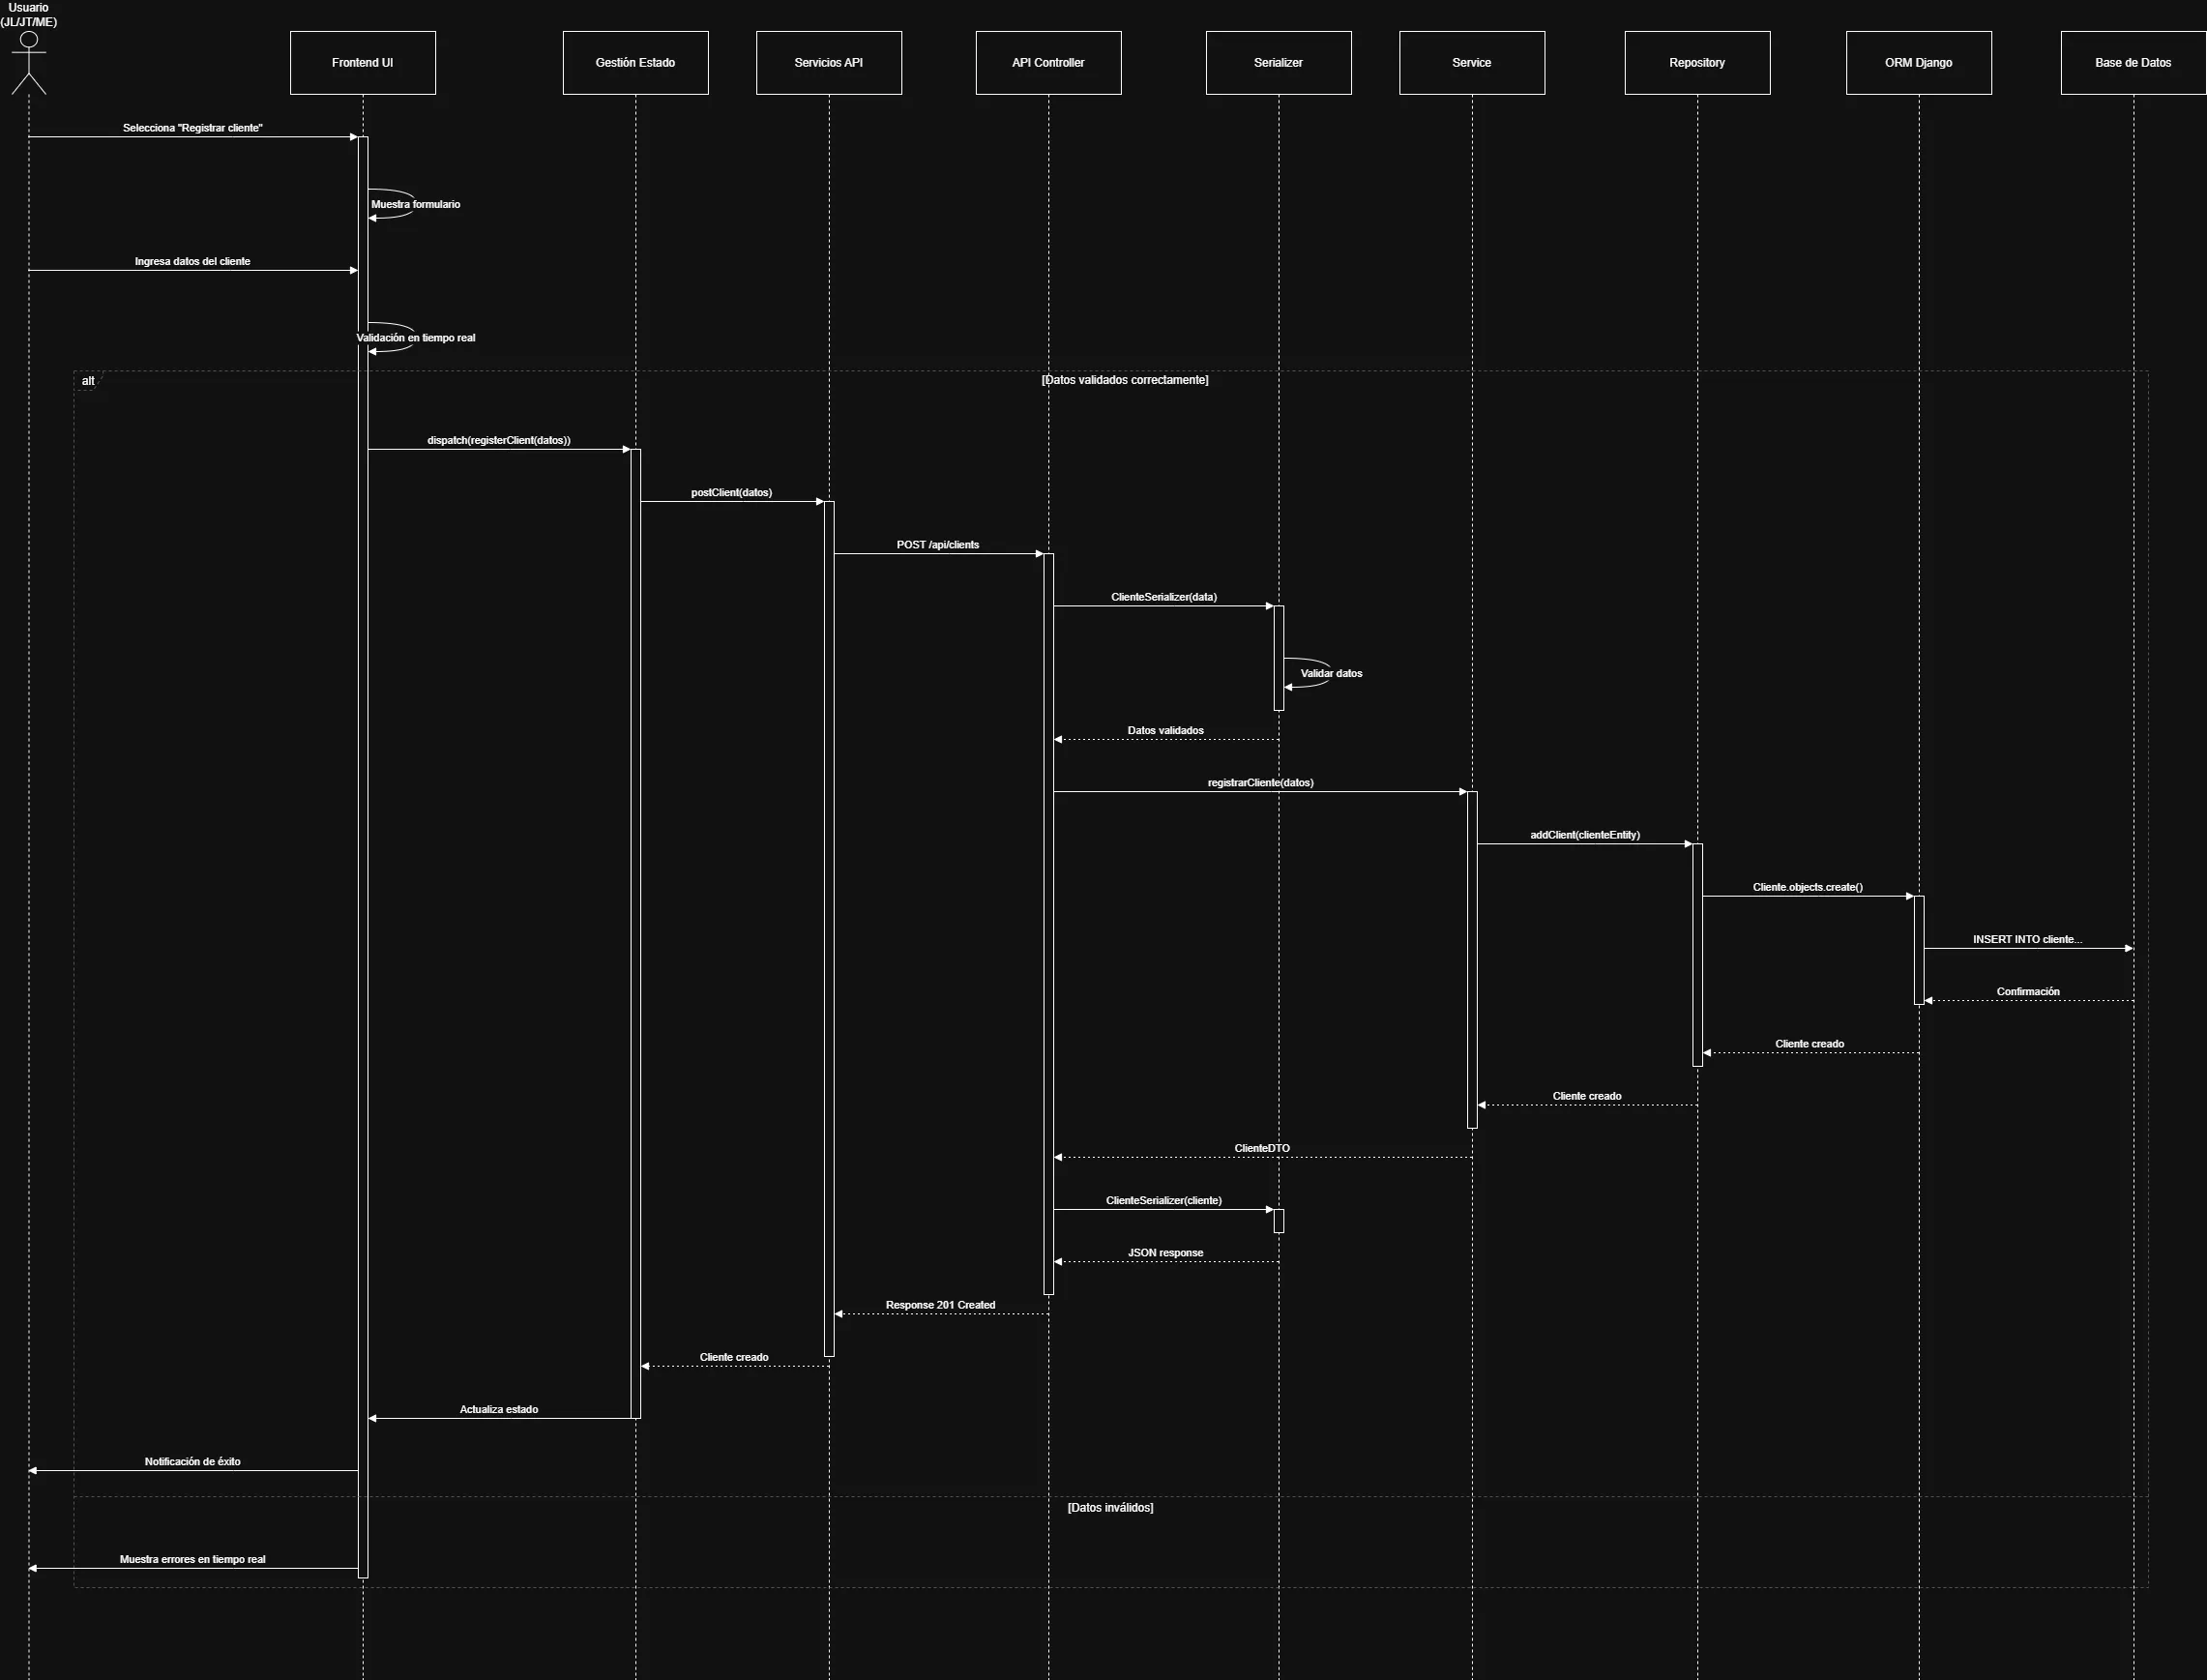 Usuario
(JL/JT/ME)
Frontend UI
Gestión Estado
Servicios API
API Controller
Serializer
Service
Repository
ORM Django
Base de Datos
Selecciona "Registrar cliente"
Muestra formulario
Ingresa datos del cliente
Validación en tiempo real
alt
[Datos validados correctamente]
dispatch(registerClient(datos))
postClient(datos)
POST /api/clients
ClienteSerializer(data)
Validar datos
Datos validados
registrarCliente(datos)
addClient(clienteEntity)
Cliente.objects.create()
INSERT INTO cliente...
Confirmación
Cliente creado
Cliente creado
ClienteDTO
ClienteSerializer(cliente)
JSON response
Response 201 Created
Cliente creado
Actualiza estado
Notificación de éxito
[Datos inválidos]
Muestra errores en tiempo real